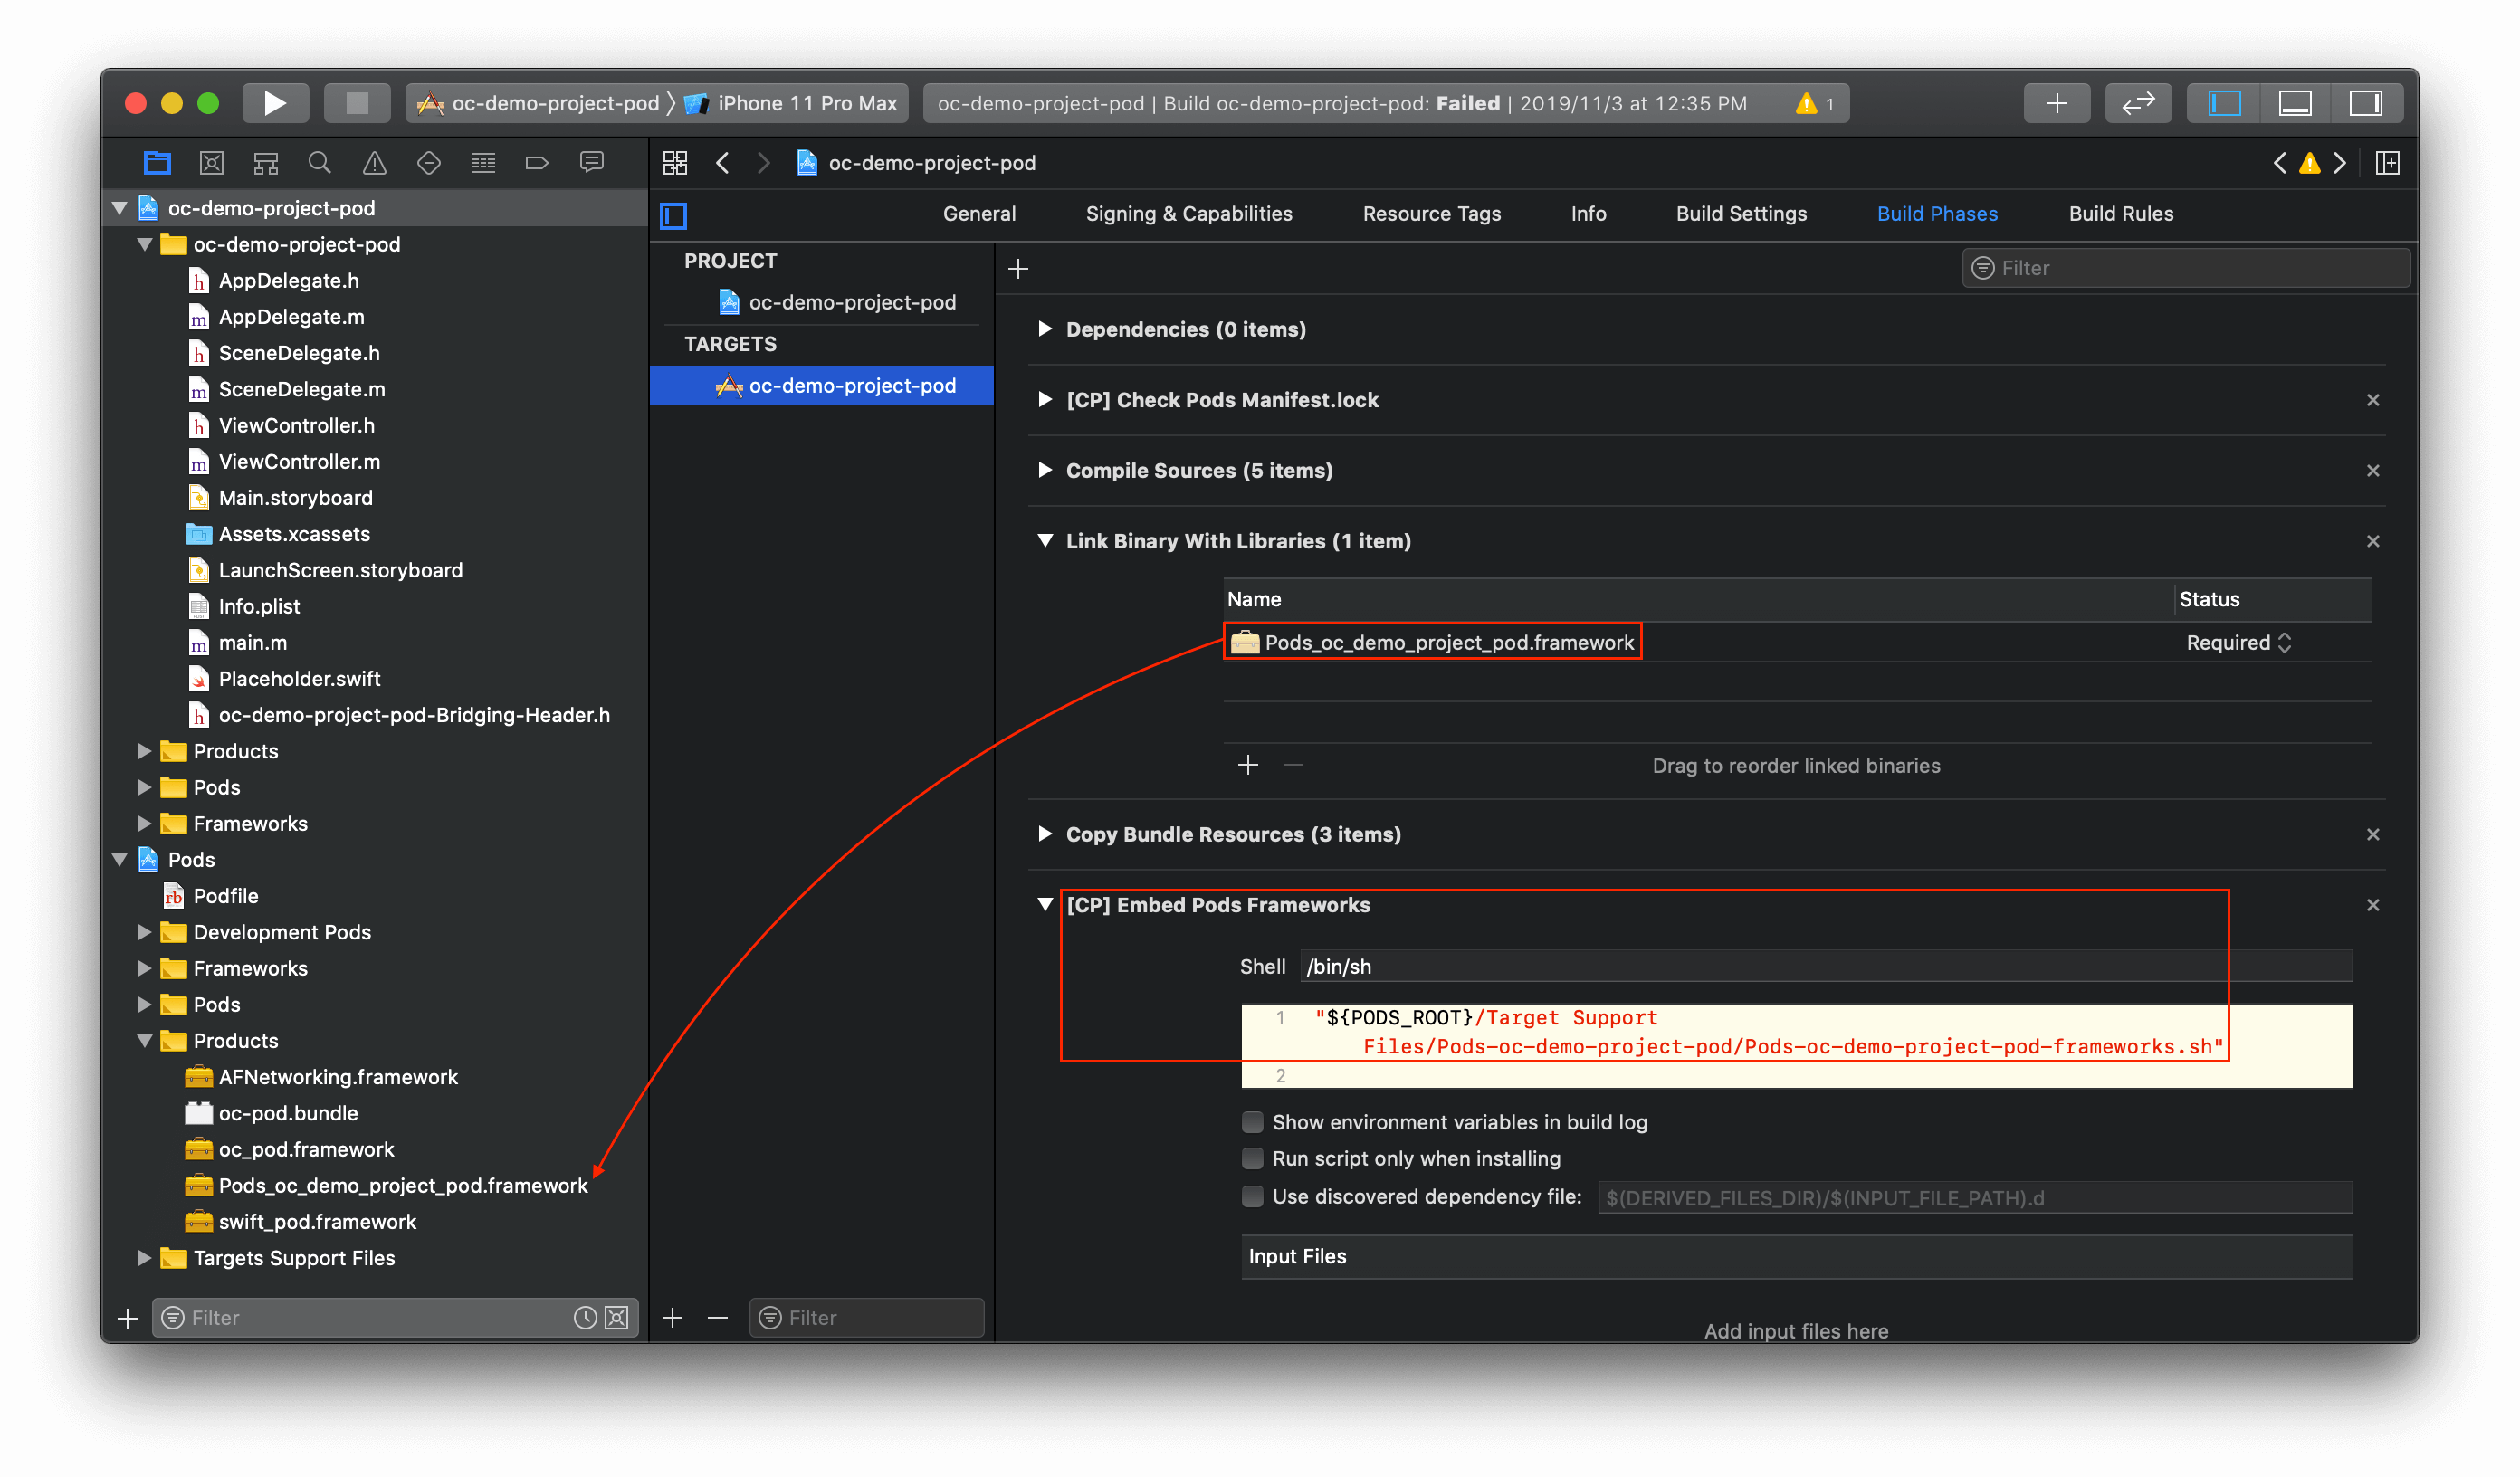 oc-demo-project-pod iPhone 11 Pro Max
oc-demo-project-pod | Build oc-demo-project-pod: Failed | 2019/11/3 at 12:35 PM 1
oc-demo-project-pod
General Signing & Capabilities Resource Tags Info Build Settings Build Phases Build Rules
oc-demo-project-pod
oc-demo-project-pod
h AppDelegate.h
m AppDelegate.m
h SceneDelegate.h
m SceneDelegate.m
h ViewController.h
m ViewController.m
Main.storyboard
Assets.xcassets
LaunchScreen.storyboard
Info.plist
m main.m
Placeholder.swift
h oc-demo-project-pod-Bridging-Header.h
Products
Pods
Frameworks
Pods
rb Podfile
Development Pods
Frameworks
Pods
Products
AFNetworking.framework
oc-pod.bundle
oc_pod.framework
Pods_oc_demo_project_pod.framework
swift_pod.framework
Targets Support Files
Filter
PROJECT
oc-demo-project-pod
TARGETS
oc-demo-project-pod
Filter
Filter
Dependencies (0 items)
[CP] Check Pods Manifest.lock
Compile Sources (5 items)
Link Binary With Libraries (1 item)
Name Status
Pods_oc_demo_project_pod.framework Required
Drag to reorder linked binaries
Copy Bundle Resources (3 items)
[CP] Embed Pods Frameworks
Shell /bin/sh
1 "${PODS_ROOT}/Target Support
Files/Pods-oc-demo-project-pod/Pods-oc-demo-project-pod-frameworks.sh"
2
Show environment variables in build log
Run script only when installing
Use discovered dependency file: $(DERIVED_FILES_DIR)/$(INPUT_FILE_PATH).d
Input Files
Add input files here